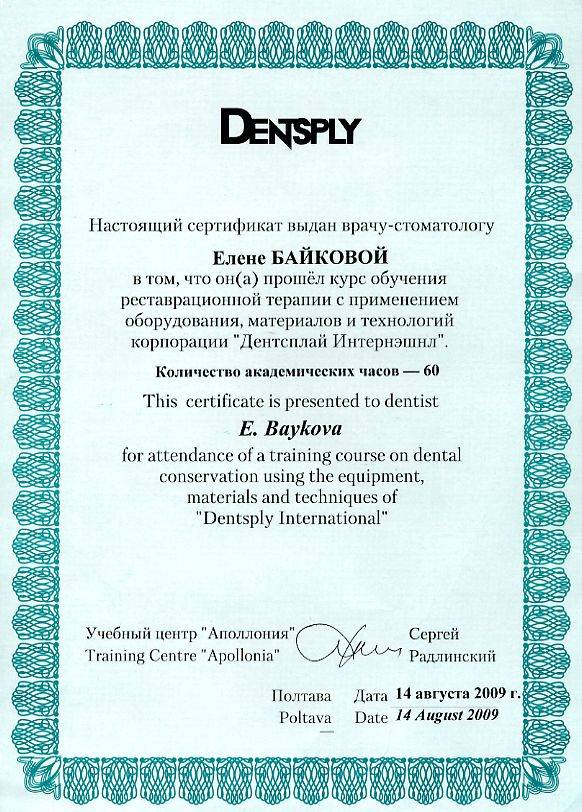 DENTSPLY
Настоящий сертификат выдан врачу-стоматологу
Елене БАЙКОВОЙ
в том, что он(а) прошёл курс обучения
реставрационной терапии с применением
оборудования, материалов и технологий
корпорации "Дентсплай Интернэшнл".
Количество академических часов — 60
This certificate is presented to dentist
E. Baykova
for attendance of a training course on dental
conservation using the equipment,
materials and techniques of
"Dentsply International"
Учебный центр "Аполлония" Сергей
Training Centre "Apollonia" Радлинский
Полтава Дата 14 августа 2009 г.
Poltava Date 14 August 2009